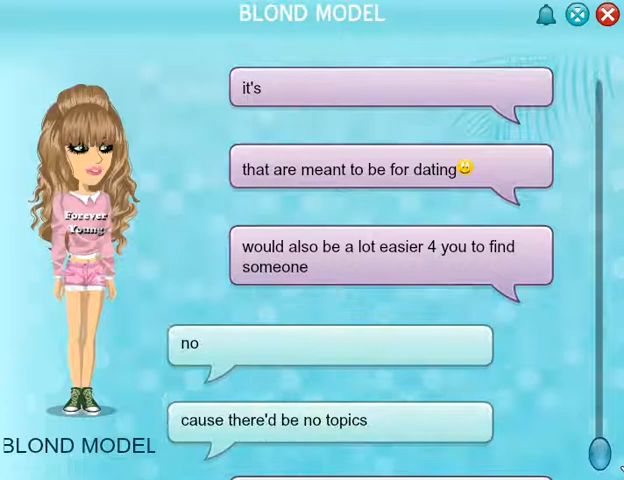 BLOND MODEL
it's
that are meant to be for dating
would also be a lot easier 4 you to find
someone
no
cause there'd be no topics
Forever
Young
BLOND MODEL